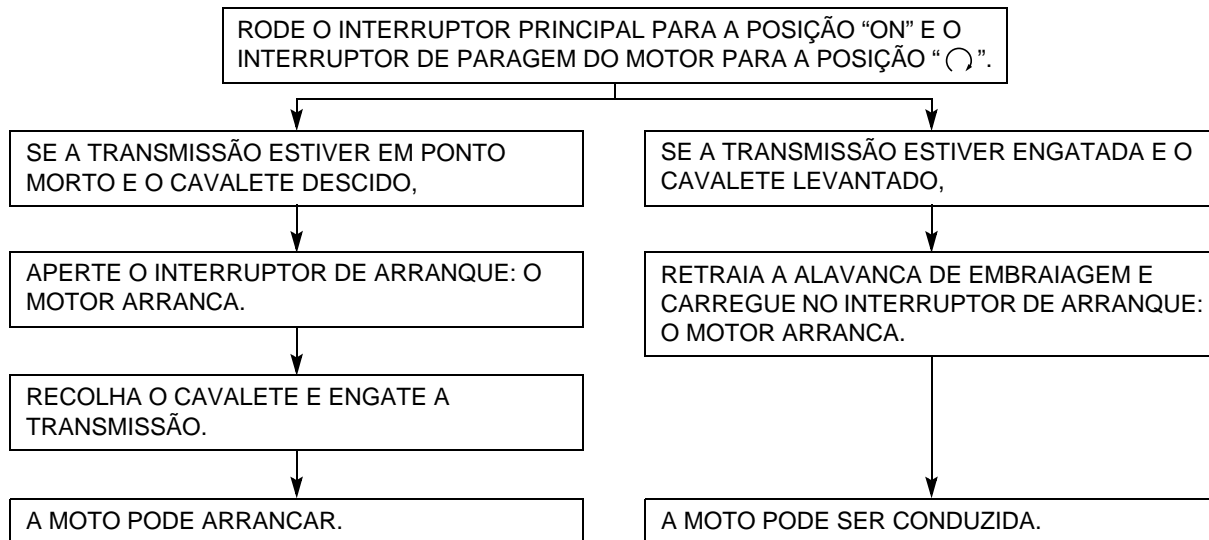 RODE O INTERRUPTOR PRINCIPAL PARA A POSIÇÃO “ON” E O
INTERRUPTOR DE PARAGEM DO MOTOR PARA A POSIÇÃO “ ”.
SE A TRANSMISSÃO ESTIVER EM PONTO
MORTO E O CAVALETE DESCIDO,
APERTE O INTERRUPTOR DE ARRANQUE: O
MOTOR ARRANCA.
RECOLHA O CAVALETE E ENGATE A
TRANSMISSÃO.
A MOTO PODE ARRANCAR.
SE A TRANSMISSÃO ESTIVER ENGATADA E O
CAVALETE LEVANTADO,
RETRAIA A ALAVANCA DE EMBRAIAGEM E
CARREGUE NO INTERRUPTOR DE ARRANQUE:
O MOTOR ARRANCA.
A MOTO PODE SER CONDUZIDA.